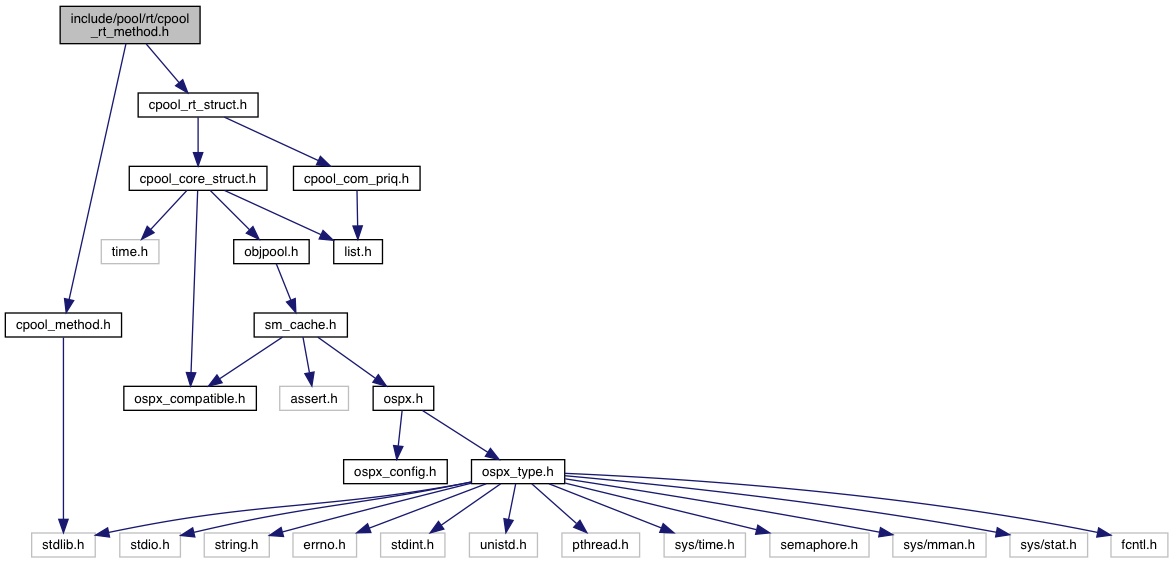 include/pool/rt/cpool
_rt_method.h
cpool_rt_struct.h
cpool_core_struct.h
cpool_com_priq.h
time.h
objpool.h
list.h
cpool_method.h
sm_cache.h
ospx_compatible.h
assert.h
ospx.h
ospx_config.h
ospx_type.h
stdlib.h
stdio.h
string.h
errno.h
stdint.h
unistd.h
pthread.h
sys/time.h
semaphore.h
sys/mman.h
sys/stat.h
fcntl.h